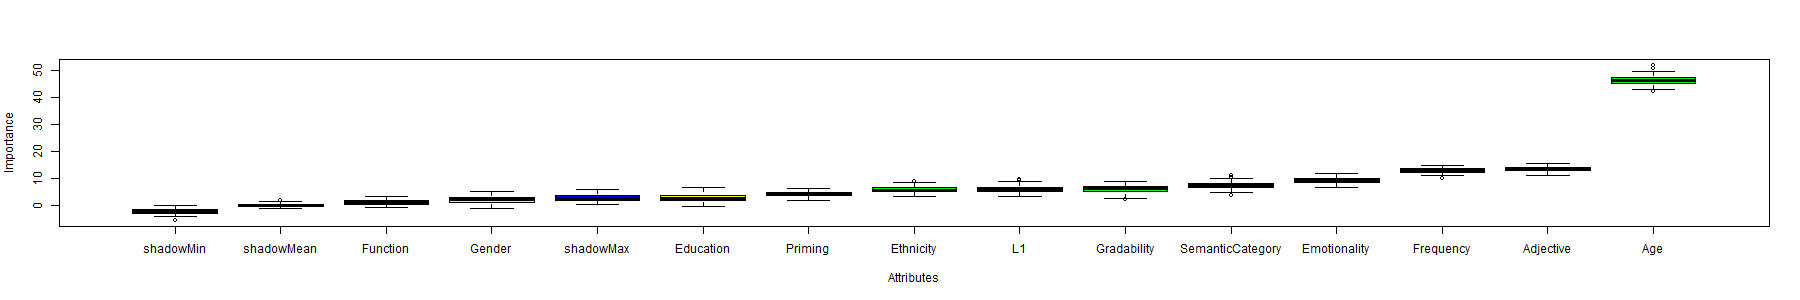 Importance
50
40
30
20
10
0
shadowMin shadowMean Function Gender shadowMax Education Priming Ethnicity L1 Gradability SemanticCategory Emotionality Frequency Adjective Age
Attributes